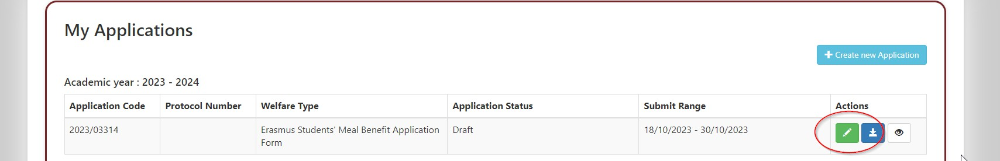 My Applications
Create new Application
Academic year : 2023 - 2024
Application Code Protocol Number Welfare Type Application Status Submit Range Actions
2023/03314 Erasmus Students' Meal Benefit Application Draft 18/10/2023 - 30/10/2023
Form